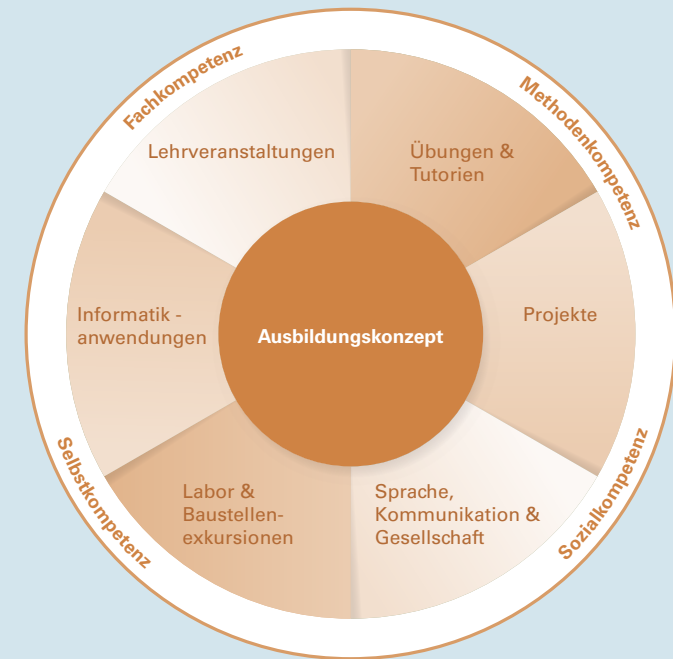 Fachkompetenz
Methodenkompetenz
Lehrveranstaltungen
Übungen &
Tutorien
Informatik -
anwendungen
Ausbildungskonzept
Projekte
Labor &
Baustellen-
exkursionen
Sprache,
Kommunikation &
Gesellschaft
Selbstkompetenz
Sozialkompetenz